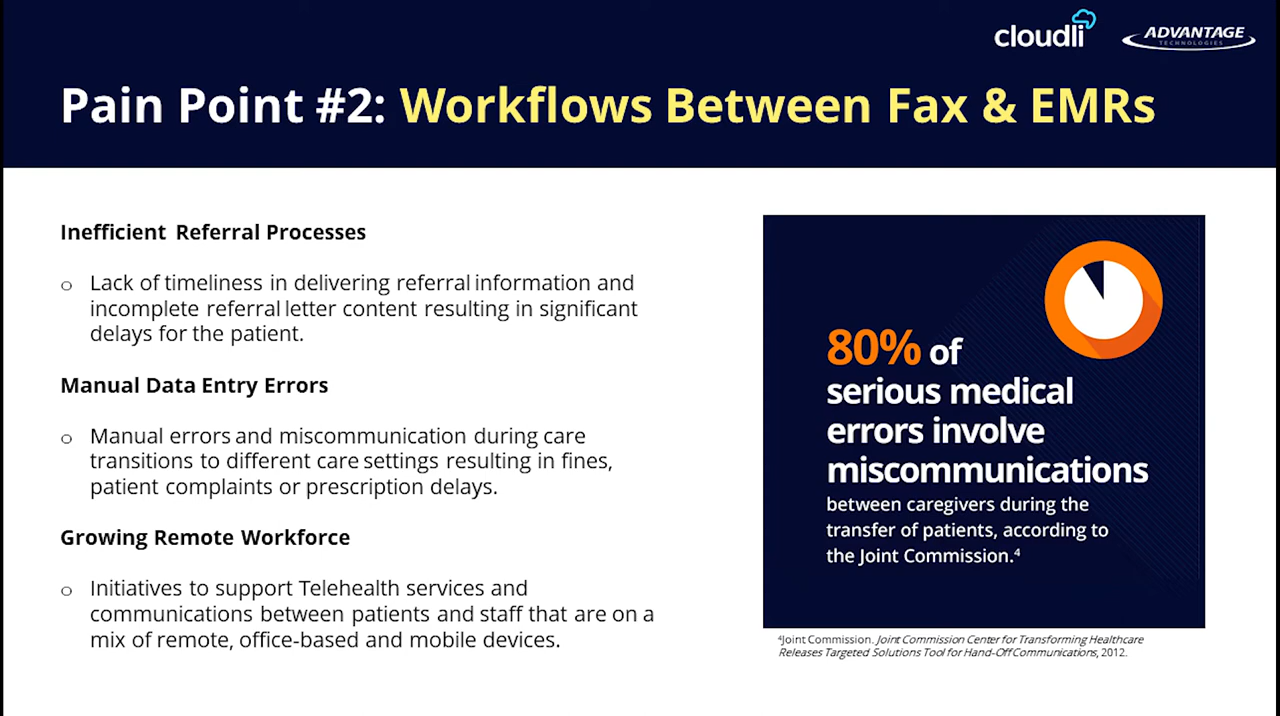 cloudli
ADVANTAGE
TECHNOLOGIES
Pain Point #2: Workflows Between Fax & EMRs
Inefficient Referral Processes
o Lack of timeliness in delivering referral information and
incomplete referral letter content resulting in significant
delays for the patient.
Manual Data Entry Errors
o Manual errors and miscommunication during care
transitions to different care settings resulting in fines,
patient complaints or prescription delays.
Growing Remote Workforce
o Initiatives to support Telehealth services and
communications between patients and staff that are on a
mix of remote, office-based and mobile devices.
80% of
serious medical
errors involve
miscommunications
between caregivers during the
transfer of patients, according to
the Joint Commission.⁴
⁴Joint Commission. Joint Commission Center for Transforming Healthcare
Releases Targeted Solutions Tool for Hand-Off Communications, 2012.